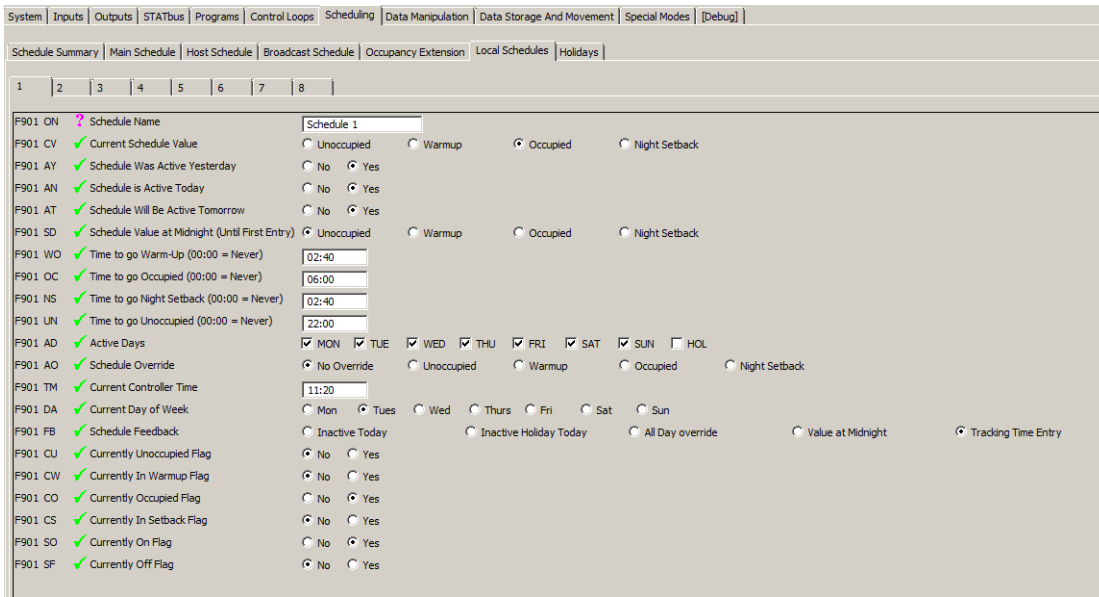 System Inputs Outputs STATbus Programs Control Loops Scheduling Data Manipulation Data Storage And Movement Special Modes [Debug]
Schedule Summary Main Schedule Host Schedule Broadcast Schedule Occupancy Extension Local Schedules Holidays
1 2 3 4 5 6 7 8
F901 ON ? Schedule Name Schedule 1
F901 CV Current Schedule Value Unoccupied Warmup Occupied Night Setback
F901 AY Schedule Was Active Yesterday No Yes
F901 AN Schedule is Active Today No Yes
F901 AT Schedule Will Be Active Tomorrow No Yes
F901 SD Schedule Value at Midnight (Until First Entry) Unoccupied Warmup Occupied Night Setback
F901 WO Time to go Warm-Up (00:00 = Never) 02:40
F901 OC Time to go Occupied (00:00 = Never) 06:00
F901 NS Time to go Night Setback (00:00 = Never) 02:40
F901 UN Time to go Unoccupied (00:00 = Never) 22:00
F901 AD Active Days MON TUE WED THU FRI SAT SUN HOL
F901 AO Schedule Override No Override Unoccupied Warmup Occupied Night Setback
F901 TM Current Controller Time 11:20
F901 DA Current Day of Week Mon Tues Wed Thurs Fri Sat Sun
F901 FB Schedule Feedback Inactive Today Inactive Holiday Today All Day override Value at Midnight Tracking Time Entry
F901 CU Currently Unoccupied Flag No Yes
F901 CW Currently In Warmup Flag No Yes
F901 CO Currently Occupied Flag No Yes
F901 CS Currently In Setback Flag No Yes
F901 SO Currently On Flag No Yes
F901 SF Currently Off Flag No Yes